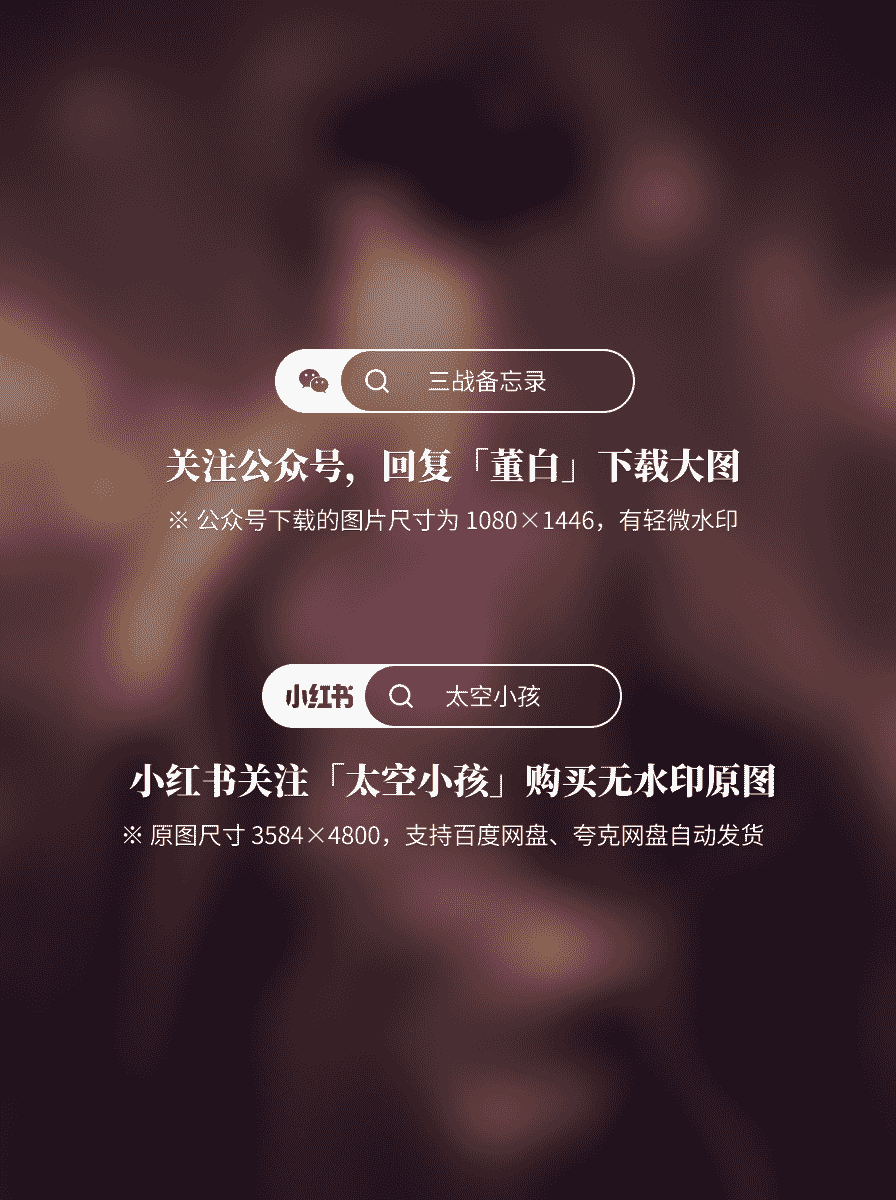 三战备忘录
关注公众号，回复「董白」下载大图
※ 公众号下载的图片尺寸为 1080×1446，有轻微水印
小红书 太空小孩
小红书关注「太空小孩」购买无水印原图
※ 原图尺寸 3584×4800，支持百度网盘、夸克网盘自动发货